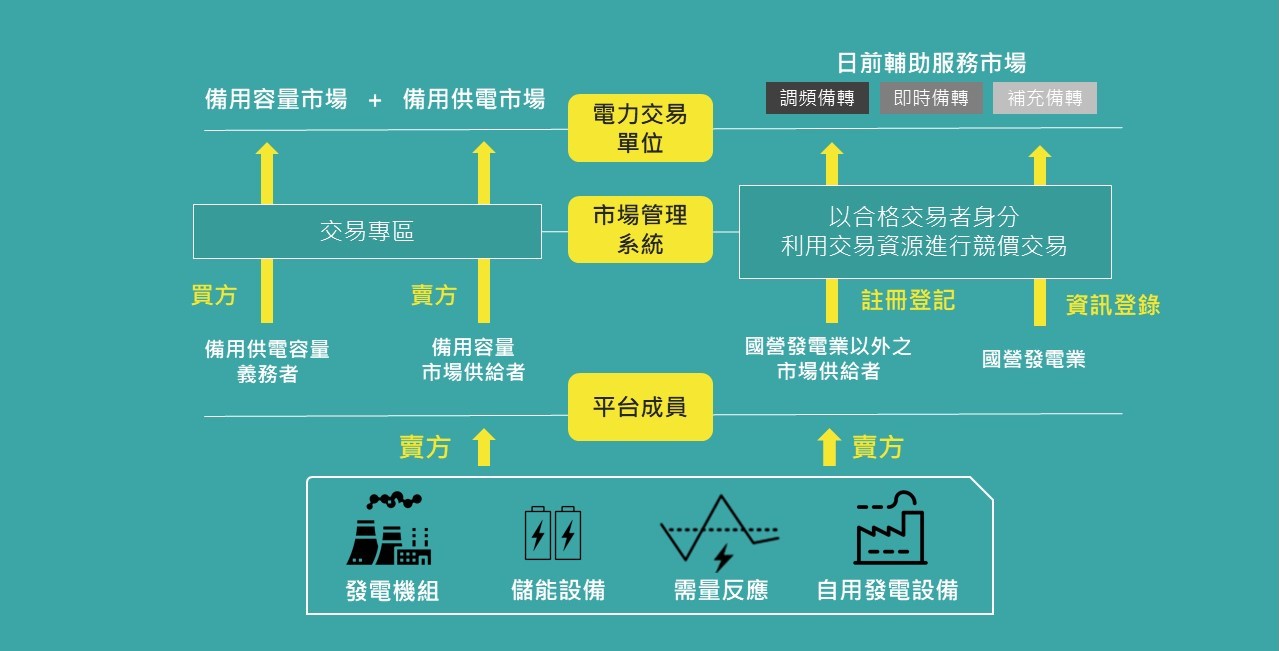 日前輔助服務市場
備用容量市場 + 備用供電市場
調頻備轉 即時備轉 補充備轉
電力交易
單位
交易專區
市場管理
系統
以合格交易者身分
利用交易資源進行競價交易
買方
賣方
註冊登記
資訊登錄
備用供電容量
義務者
備用容量
市場供給者
國營發電業以外之
市場供給者
國營發電業
平台成員
賣方
賣方
發電機組
儲能設備
需量反應
自用發電設備